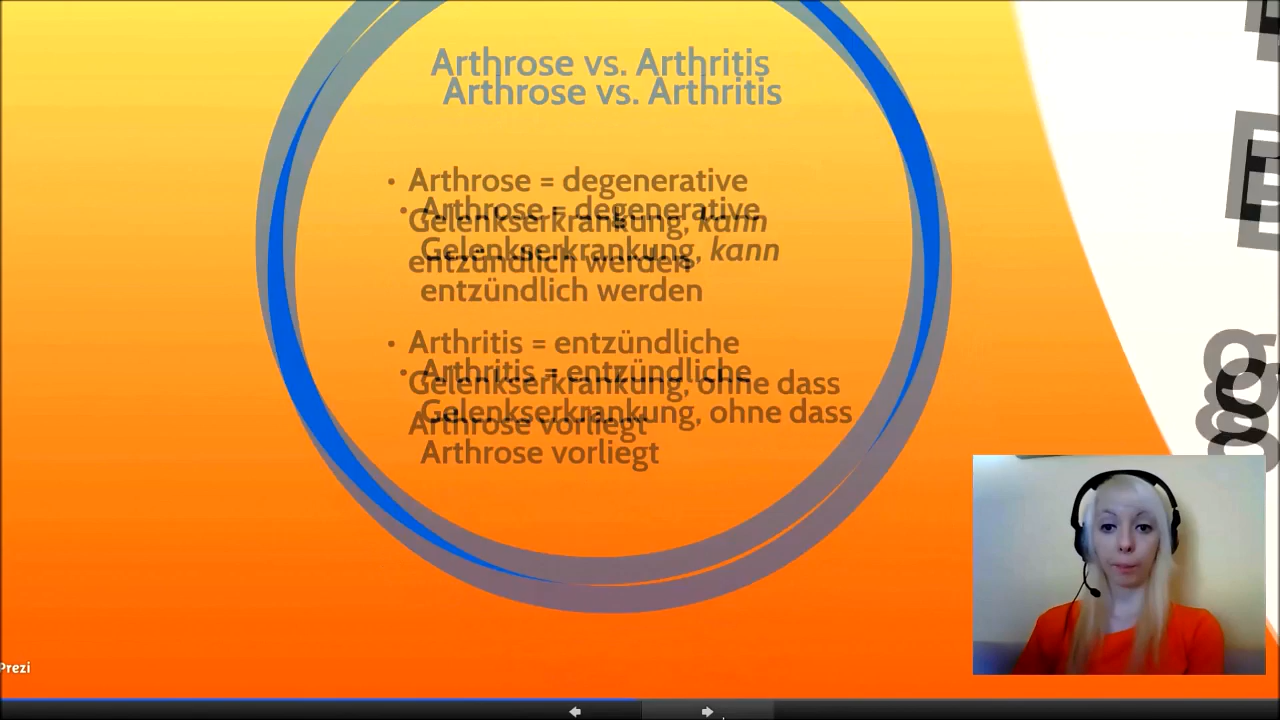 Arthrose vs. Arthritis
Arthrose vs. Arthritis
• Arthrose = degenerative
• Arthrose = degenerative
Gelenkserkrankung, kann
Gelenkserkrankung, kann
entzündlich werden
entzündlich werden
• Arthritis = entzündliche
• Arthritis = entzündliche
Gelenkserkrankung, ohne dass
Gelenkserkrankung, ohne dass
Arthrose vorliegt
Arthrose vorliegt
Prezi